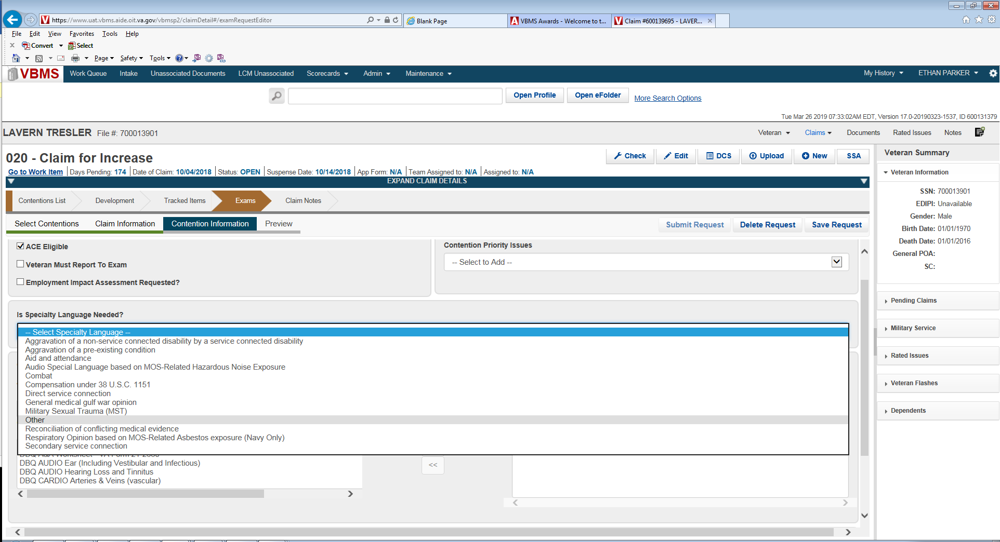 https://www.uat.vbms.aide.oit.va.gov/vbmsp2/claimDetail#/examRequestEditor
Blank Page
VBMS Awards - Welcome to t...
Claim #600139695 - LAVER...
File Edit View Favorites Tools Help
x Convert Select
Page Safety Tools
VBMS Work Queue Intake Unassociated Documents LCM Unassociated Scorecards Admin Maintenance My History ETHAN PARKER
Open Profile Open eFolder More Search Options
Tue Mar 26 2019 07:33:02AM EDT, Version 17.0-20190323-1537, ID 600131379
LAVERN TRESLER File #: 700013901 Veteran Claims Documents Rated Issues Notes
020 - Claim for Increase Check Edit DCS Upload New SSA
Go to Work Item Days Pending: 174 Date of Claim: 10/04/2018 Status: OPEN Suspense Date: 10/14/2018 App Form: N/A Team Assigned to: N/A Assigned to: N/A
EXPAND CLAIM DETAILS
Contentions List Development Tracked Items Exams Claim Notes
Select Contentions Claim Information Contention Information Preview Submit Request Delete Request Save Request
ACE Eligible
Veteran Must Report To Exam
Employment Impact Assessment Requested?
Contention Priority Issues
-- Select to Add --
Is Specialty Language Needed?
-- Select Specialty Language --
Aggravation of a non-service connected disability by a service connected disability
Aggravation of a pre-existing condition
Aid and attendance
Audio Special Language based on MOS-Related Hazardous Noise Exposure
Combat
Compensation under 38 U.S.C. 1151
Direct service connection
General medical gulf war opinion
Military Sexual Trauma (MST)
Other
Reconciliation of conflicting medical evidence
Respiratory Opinion based on MOS-Related Asbestos exposure (Navy Only)
Secondary service connection
DBQ AUDIO Ear (Including Vestibular and Infectious)
DBQ AUDIO Hearing Loss and Tinnitus
DBQ CARDIO Arteries & Veins (vascular)
<<
Veteran Summary
Veteran Information
SSN: 700013901
EDIPI: Unavailable
Gender: Male
Birth Date: 01/01/1970
Death Date: 01/01/2016
General POA:
SC:
Pending Claims
Military Service
Rated Issues
Veteran Flashes
Dependents